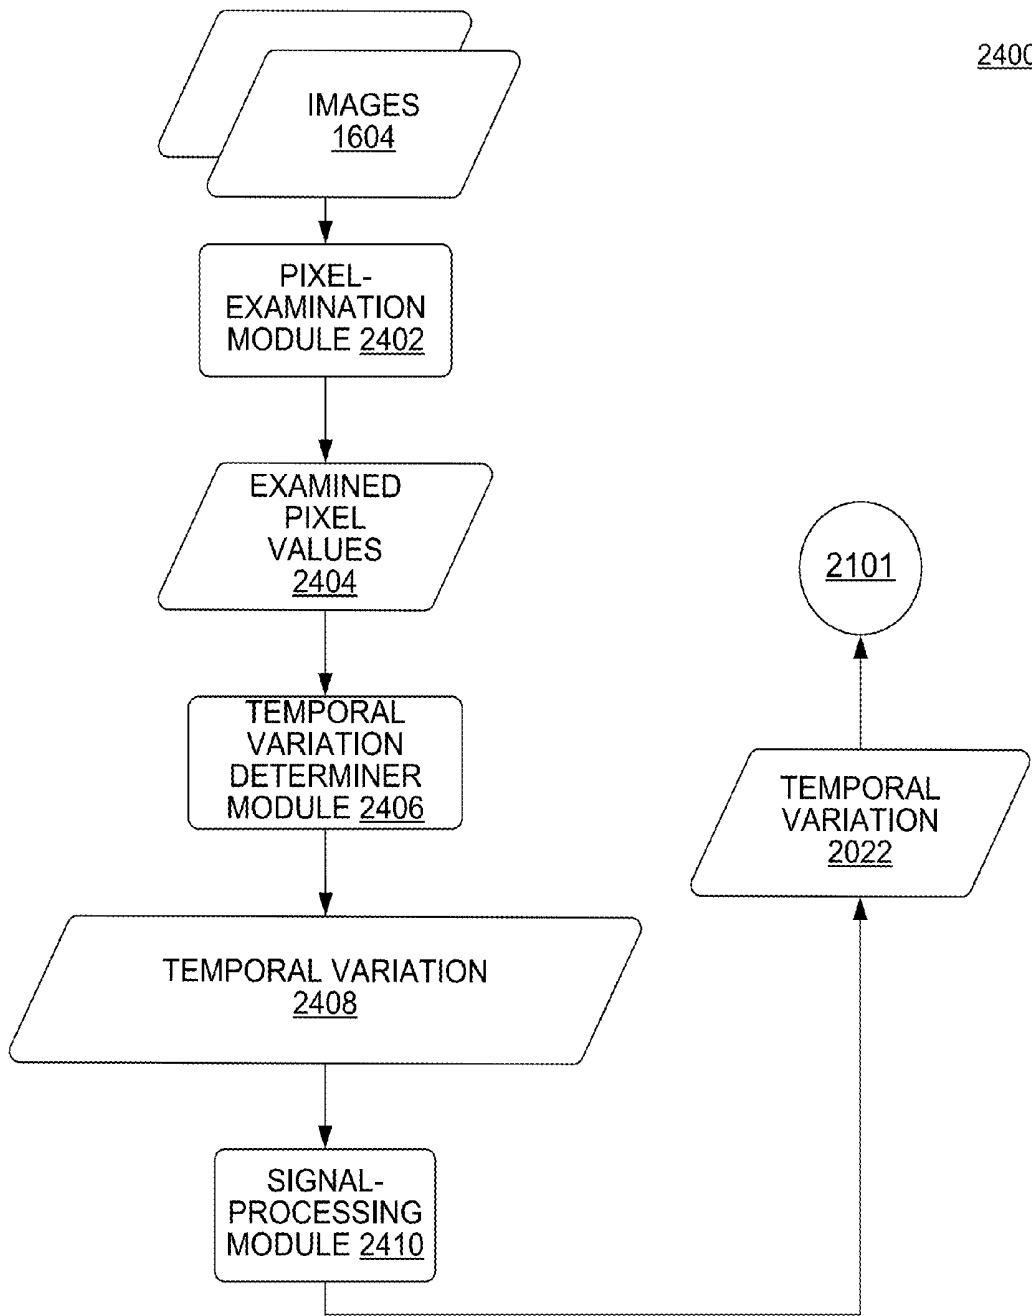 2400
IMAGES
1604
PIXEL-
EXAMINATION
MODULE 2402
EXAMINED
PIXEL
VALUES
2404
2101
TEMPORAL
VARIATION
DETERMINER
MODULE 2406
TEMPORAL
VARIATION
2022
TEMPORAL VARIATION
2408
SIGNAL-
PROCESSING
MODULE 2410